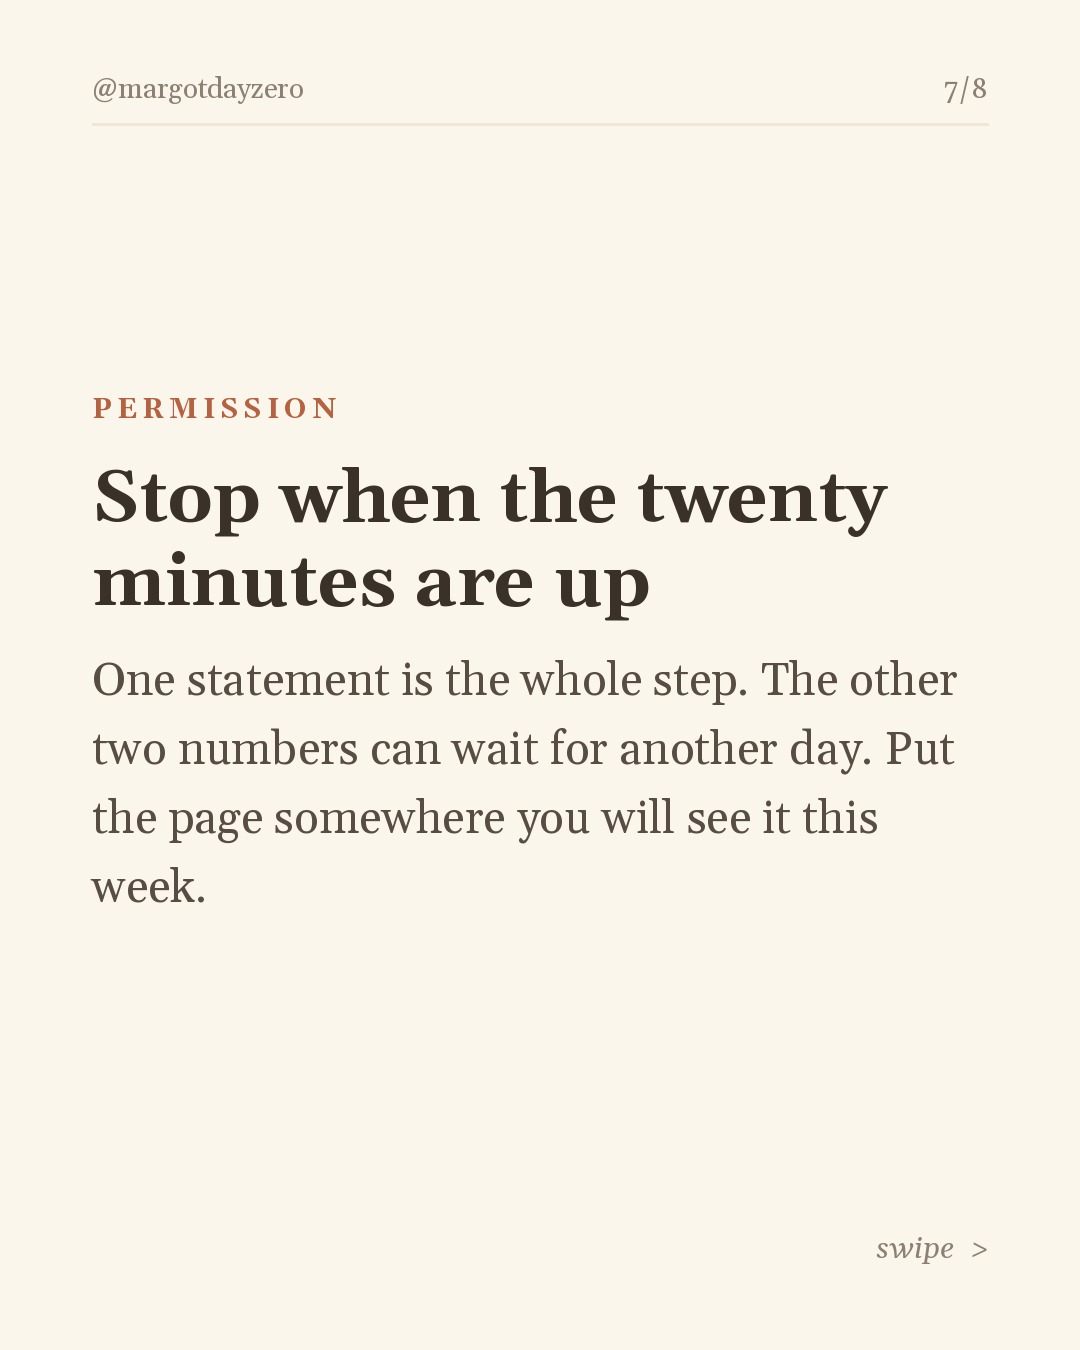 @margotdayzero
7/8
PERMISSION
Stop when the twenty
minutes are up
One statement is the whole step. The other
two numbers can wait for another day. Put
the page somewhere you will see it this
week.
swipe >